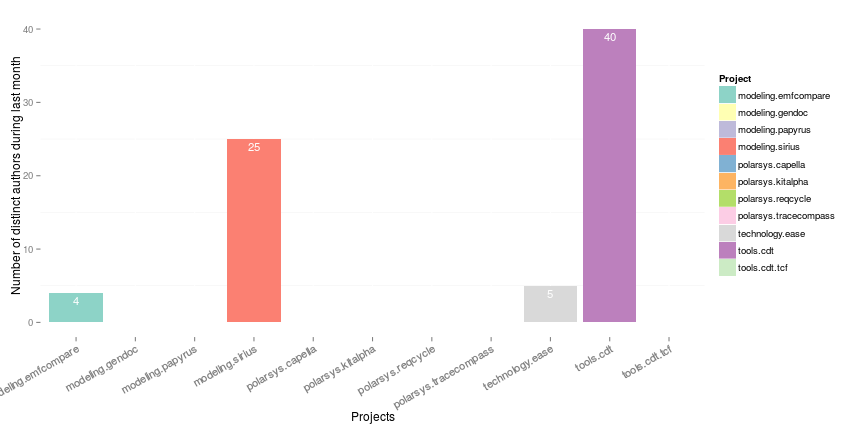 Number of distinct authors during last month
40
30
20
10
0
4
25
5
40
deling.emfcompare
modeling.gendoc
modeling.papyrus
modeling.sirius
polarsys.capella
polarsys.kitalpha
polarsys.reqcycle
polarsys.tracecompass
technology.ease
tools.cdt
tools.cdt.tcf
Projects
Project
modeling.emfcompare
modeling.gendoc
modeling.papyrus
modeling.sirius
polarsys.capella
polarsys.kitalpha
polarsys.reqcycle
polarsys.tracecompass
technology.ease
tools.cdt
tools.cdt.tcf